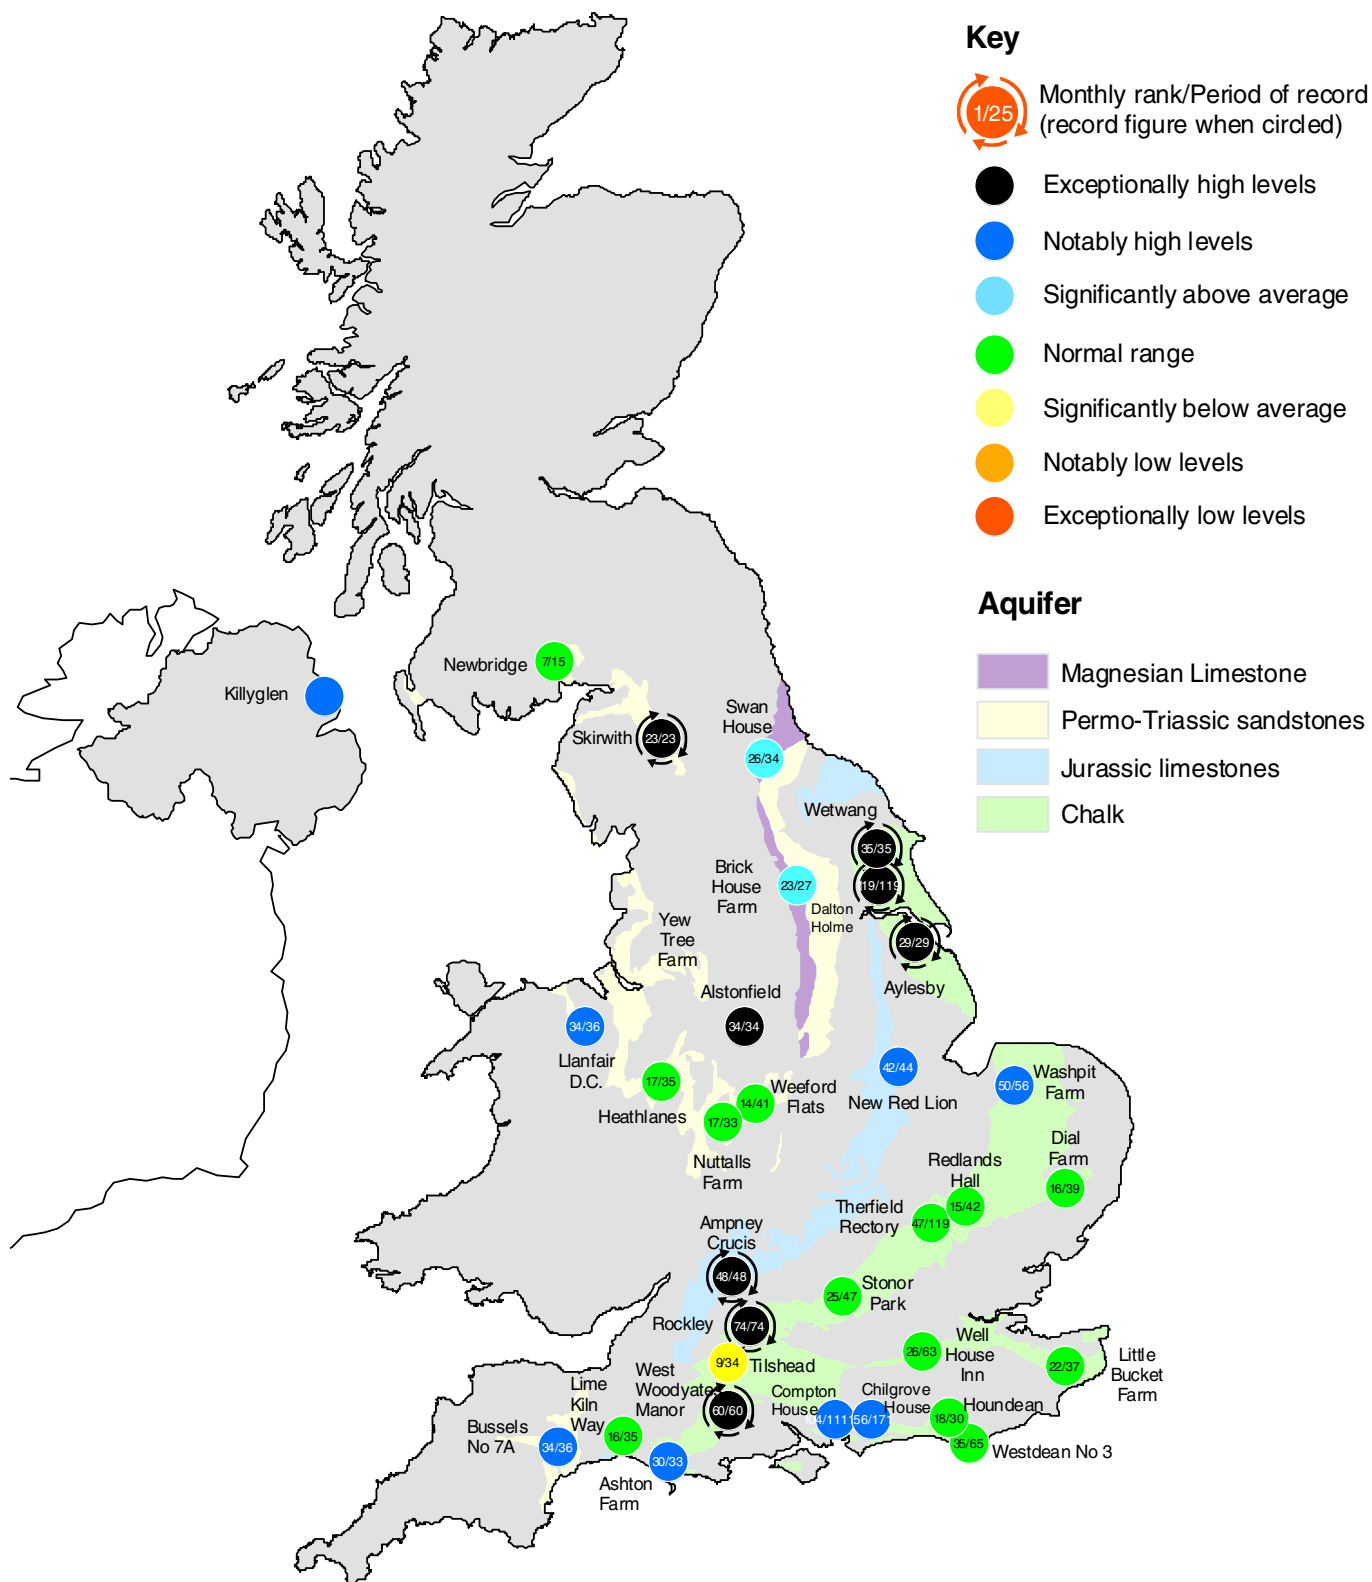 Key
1/25
Monthly rank/Period of record
(record figure when circled)
Exceptionally high levels
Notably high levels
Significantly above average
Normal range
Significantly below average
Notably low levels
Exceptionally low levels
Aquifer
Magnesian Limestone
Permo-Triassic sandstones
Jurassic limestones
Chalk
Newbridge
7/15
Killyglen
Skirwith
23/23
Swan
House
26/34
Wetwang
35/35
119/119
Dalton
Holme
Brick
House
Farm
23/27
29/29
Aylesby
Yew
Tree
Farm
Alstonfield
34/34
34/36
Llanfair
D.C.
17/35
Heathlanes
14/41
Weeford
Flats
17/33
Nuttalls
Farm
42/44
New Red Lion
50/56
Washpit
Farm
Dial
Farm
16/39
Redlands
Hall
15/42
Therfield
Rectory
47/119
Ampney
Crucis
48/48
Stonor
Park
25/47
Rockley
74/74
9/34
Tilshead
Well
House
Inn
26/63
22/37
Little
Bucket
Farm
West
Woodyates
Manor
60/60
Lime
Kiln
Way
16/35
Bussels
No 7A
34/36
30/33
Ashton
Farm
Compton
House
104/111
Chilgrove
House
156/171
Houndean
18/30
35/65
Westdean No 3